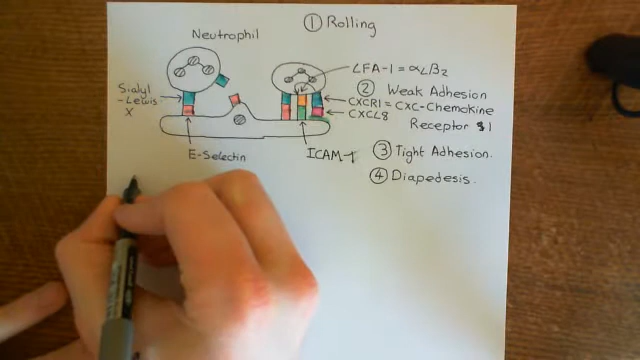 Neutrophil
① Rolling
LFA-1 = αLβ2
② Weak Adhesion
Sialyl
-Lewis
X
CXCR1 = CXC-Chemokine
Receptor 1
CXCL8
E-Selectin
ICAM-1
③ Tight Adhesion.
④ Diapedesis.